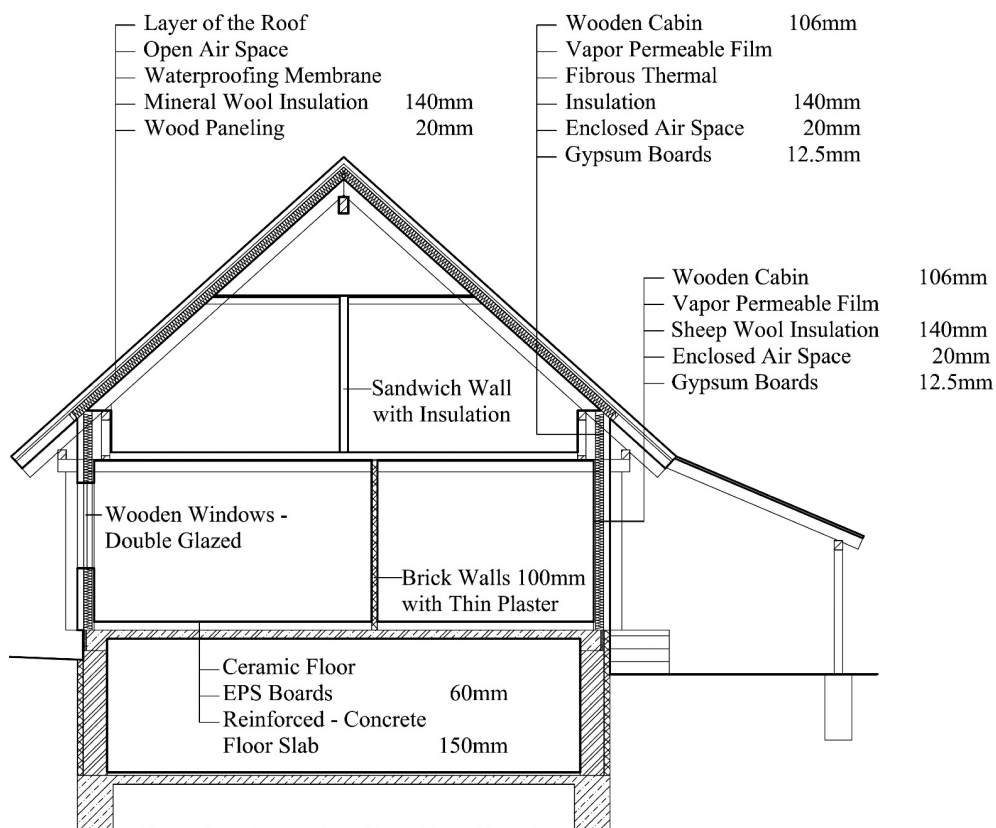 Layer of the Roof
Open Air Space
Waterproofing Membrane
Mineral Wool Insulation 140mm
Wood Paneling 20mm
Wooden Cabin 106mm
Vapor Permeable Film
Fibrous Thermal
Insulation 140mm
Enclosed Air Space 20mm
Gypsum Boards 12.5mm
Wooden Cabin 106mm
Vapor Permeable Film
Sheep Wool Insulation 140mm
Enclosed Air Space 20mm
Gypsum Boards 12.5mm
Sandwich Wall
with Insulation
Wooden Windows -
Double Glazed
Brick Walls 100mm
with Thin Plaster
Ceramic Floor
EPS Boards 60mm
Reinforced - Concrete
Floor Slab 150mm